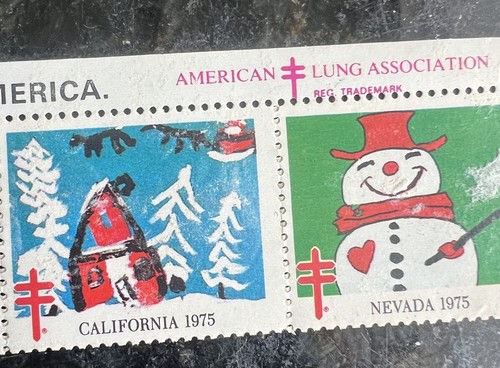 MERICA.
AMERICAN LUNG ASSOCIATION
REG. TRADEMARK
CALIFORNIA 1975
NEVADA 1975